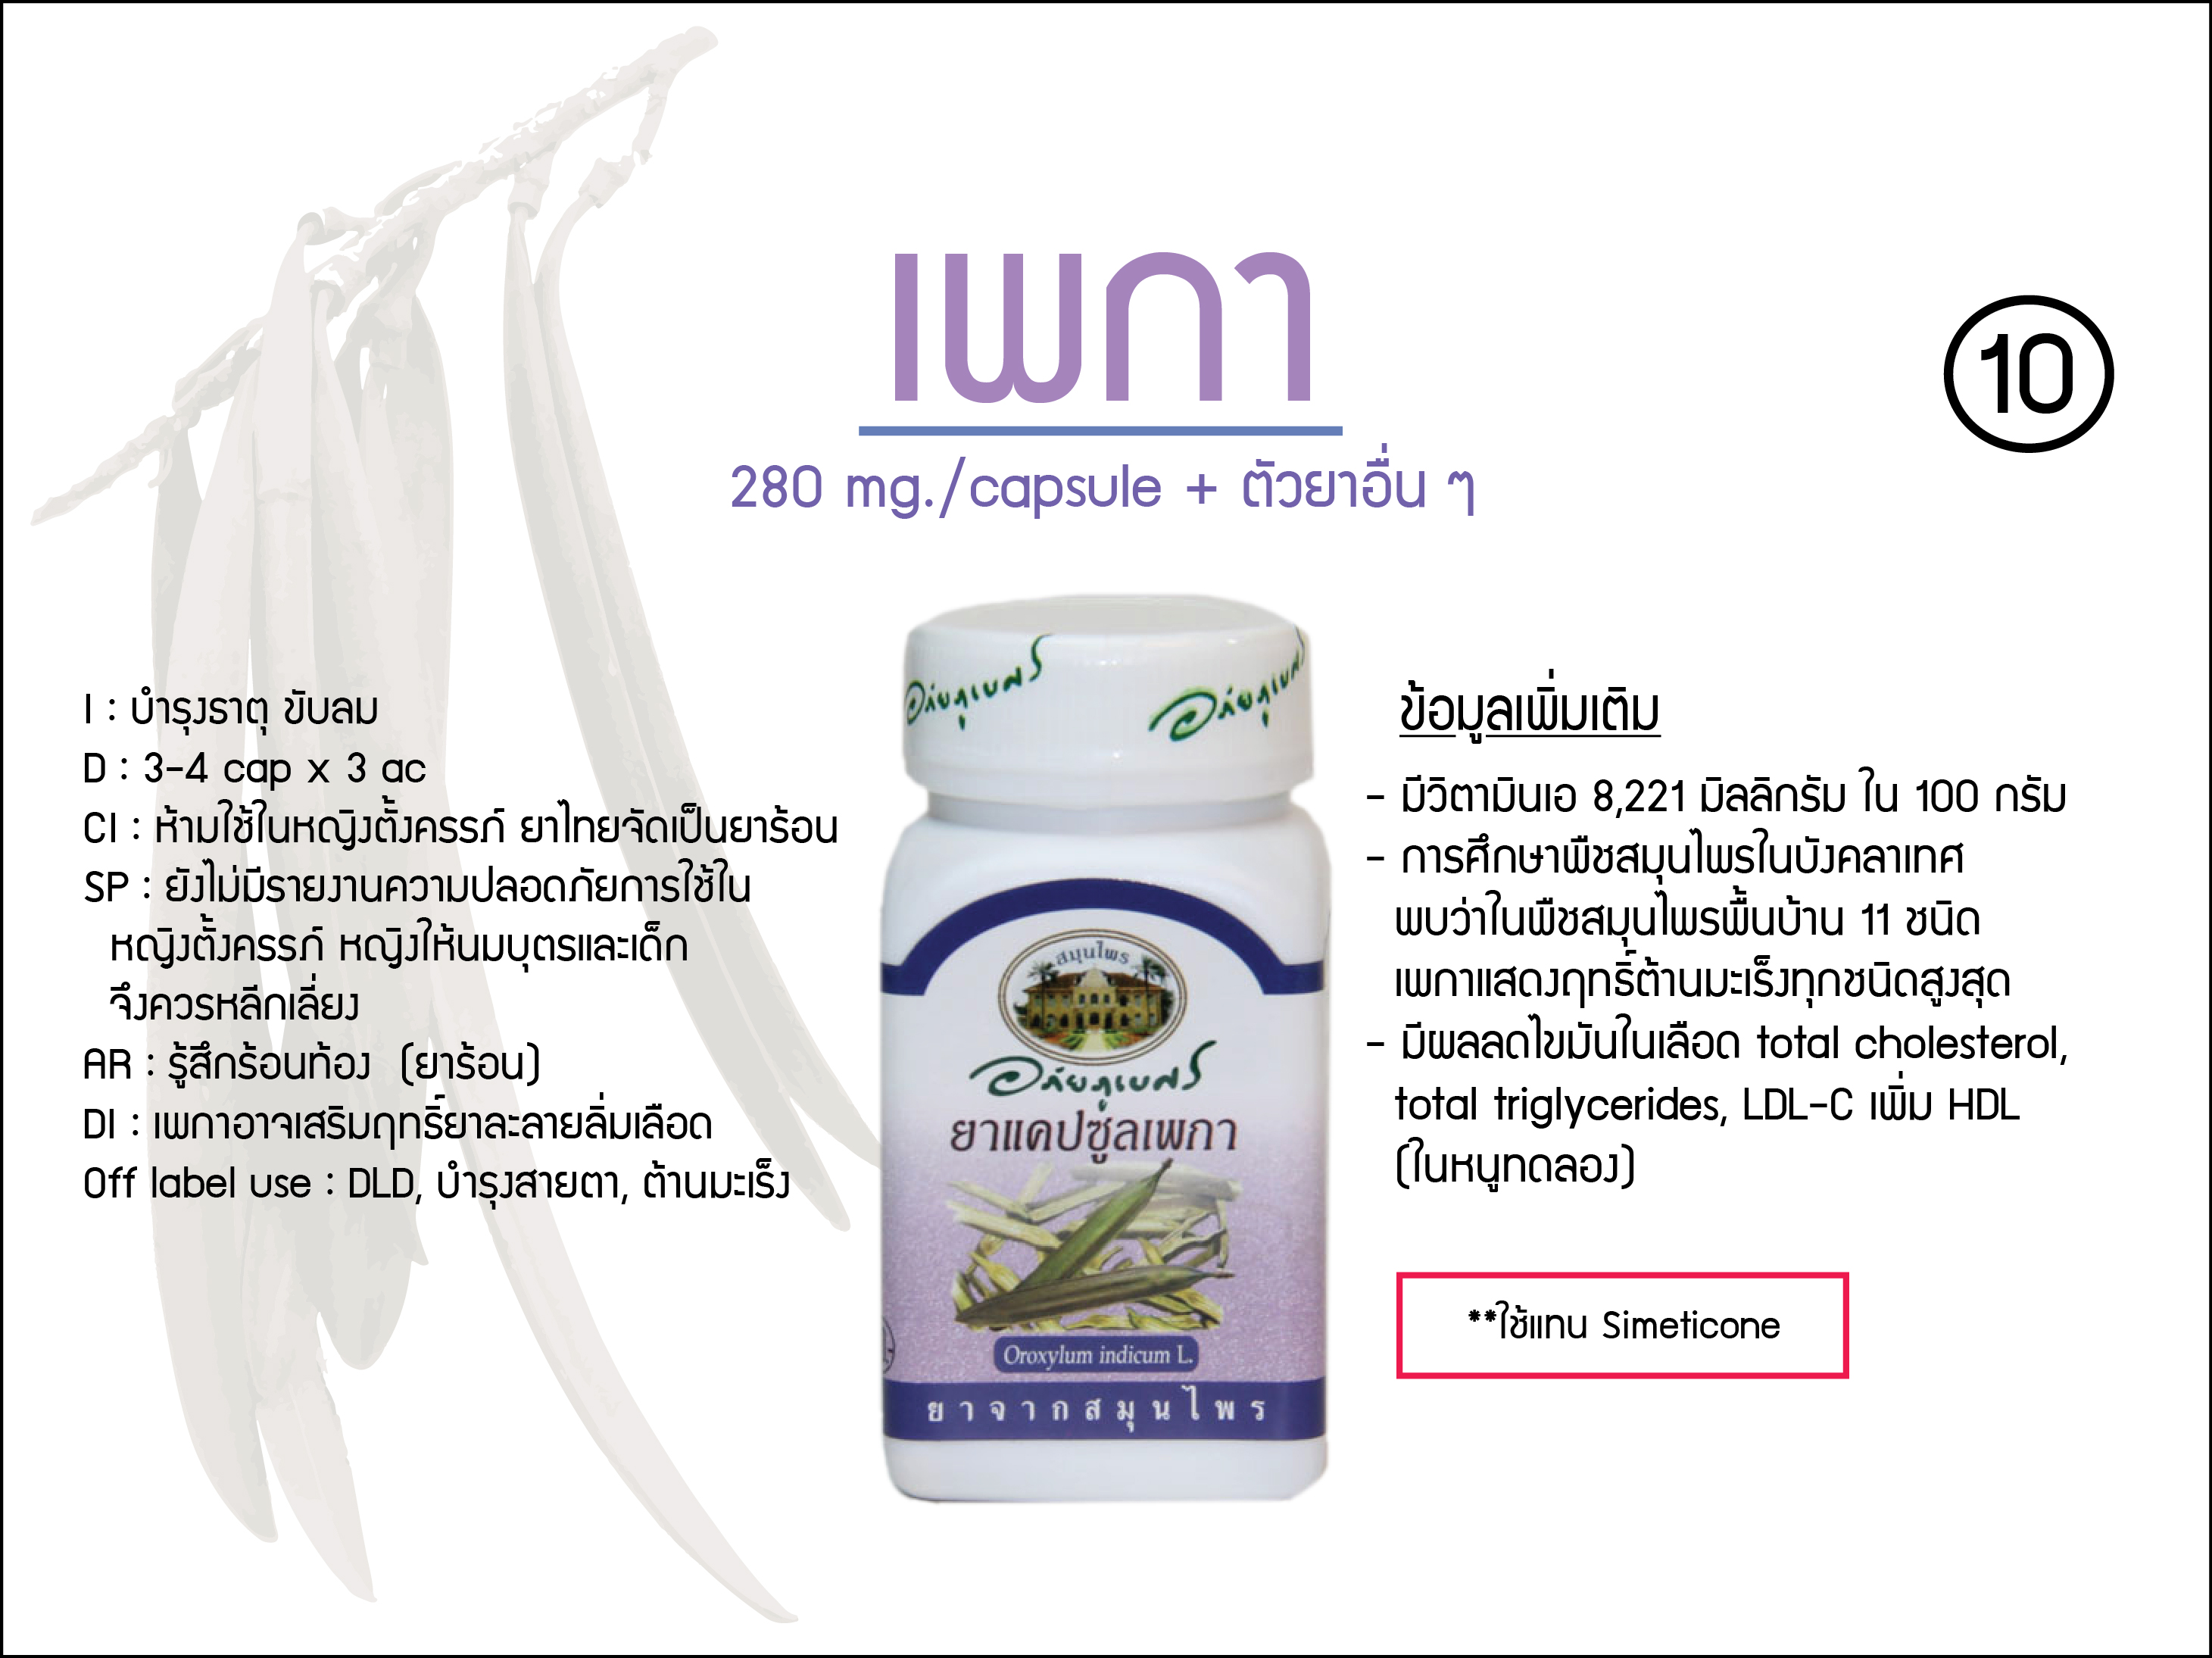 เพกา
280 mg./capsule + ตัวยาอื่น ๆ
10
I : บำรุงธาตุ ขับลม
D : 3-4 cap x 3 ac
CI : ห้ามใช้ในหญิงตั้งครรภ์ ยาไทยจัดเป็นยาร้อน
SP : ยังไม่มีรายงานความปลอดภัยการใช้ใน
หญิงตั้งครรภ์ หญิงให้นมบุตรและเด็ก
จึงควรหลีกเลี่ยง
AR : รู้สึกร้อนท้อง (ยาร้อน)
DI : เพกาอาจเสริมฤทธิ์ยาละลายลิ่มเลือด
Off label use : DLD, บำรุงสายตา, ต้านมะเร็ง
อภัยภูเบศร
อภัยภูเบศร
สมุนไพร
อภัยภูเบศร
ยาแคปซูลเพกา
Oroxylum indicum L.
ยาจากสมุนไพร
ข้อมูลเพิ่มเติม
- มีวิตามินเอ 8,221 มิลลิกรัม ใน 100 กรัม
- การศึกษาพืชสมุนไพรในบังคลาเทศ
พบว่าในพืชสมุนไพรพื้นบ้าน 11 ชนิด
เพกาแสดงฤทธิ์ต้านมะเร็งทุกชนิดสูงสุด
- มีผลลดไขมันในเลือด total cholesterol,
total triglycerides, LDL-C เพิ่ม HDL
(ในหนูทดลอง)
**ใช้แทน Simeticone